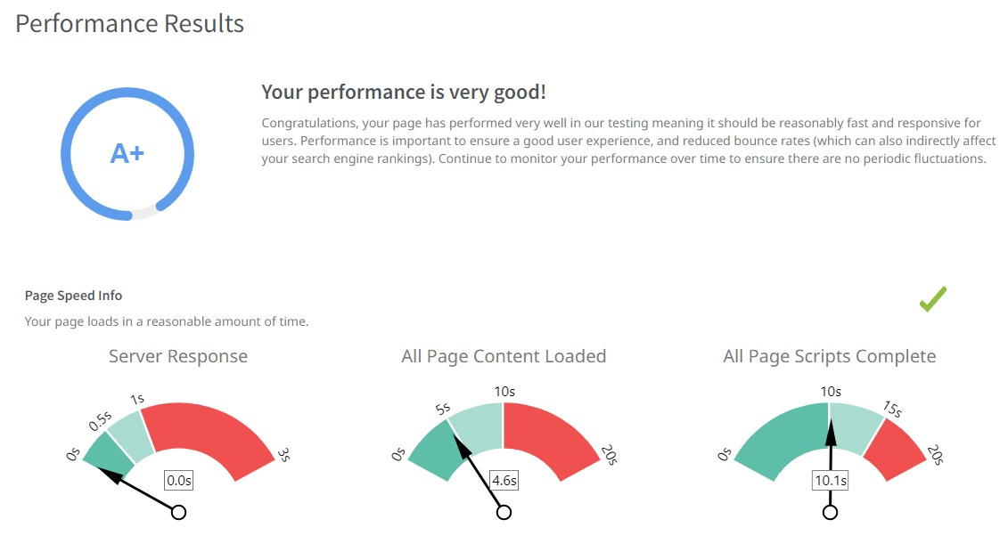 Performance Results
A+
Your performance is very good!
Congratulations, your page has performed very well in our testing meaning it should be reasonably fast and responsive for
users. Performance is important to ensure a good user experience, and reduced bounce rates (which can also indirectly affect
your search engine rankings). Continue to monitor your performance over time to ensure there are no periodic fluctuations.
Page Speed Info
Your page loads in a reasonable amount of time.
Server Response
0s
0.5s
1s
3s
0.0s
All Page Content Loaded
0s
5s
10s
20s
4.6s
All Page Scripts Complete
0s
10s
15s
20s
10.1s